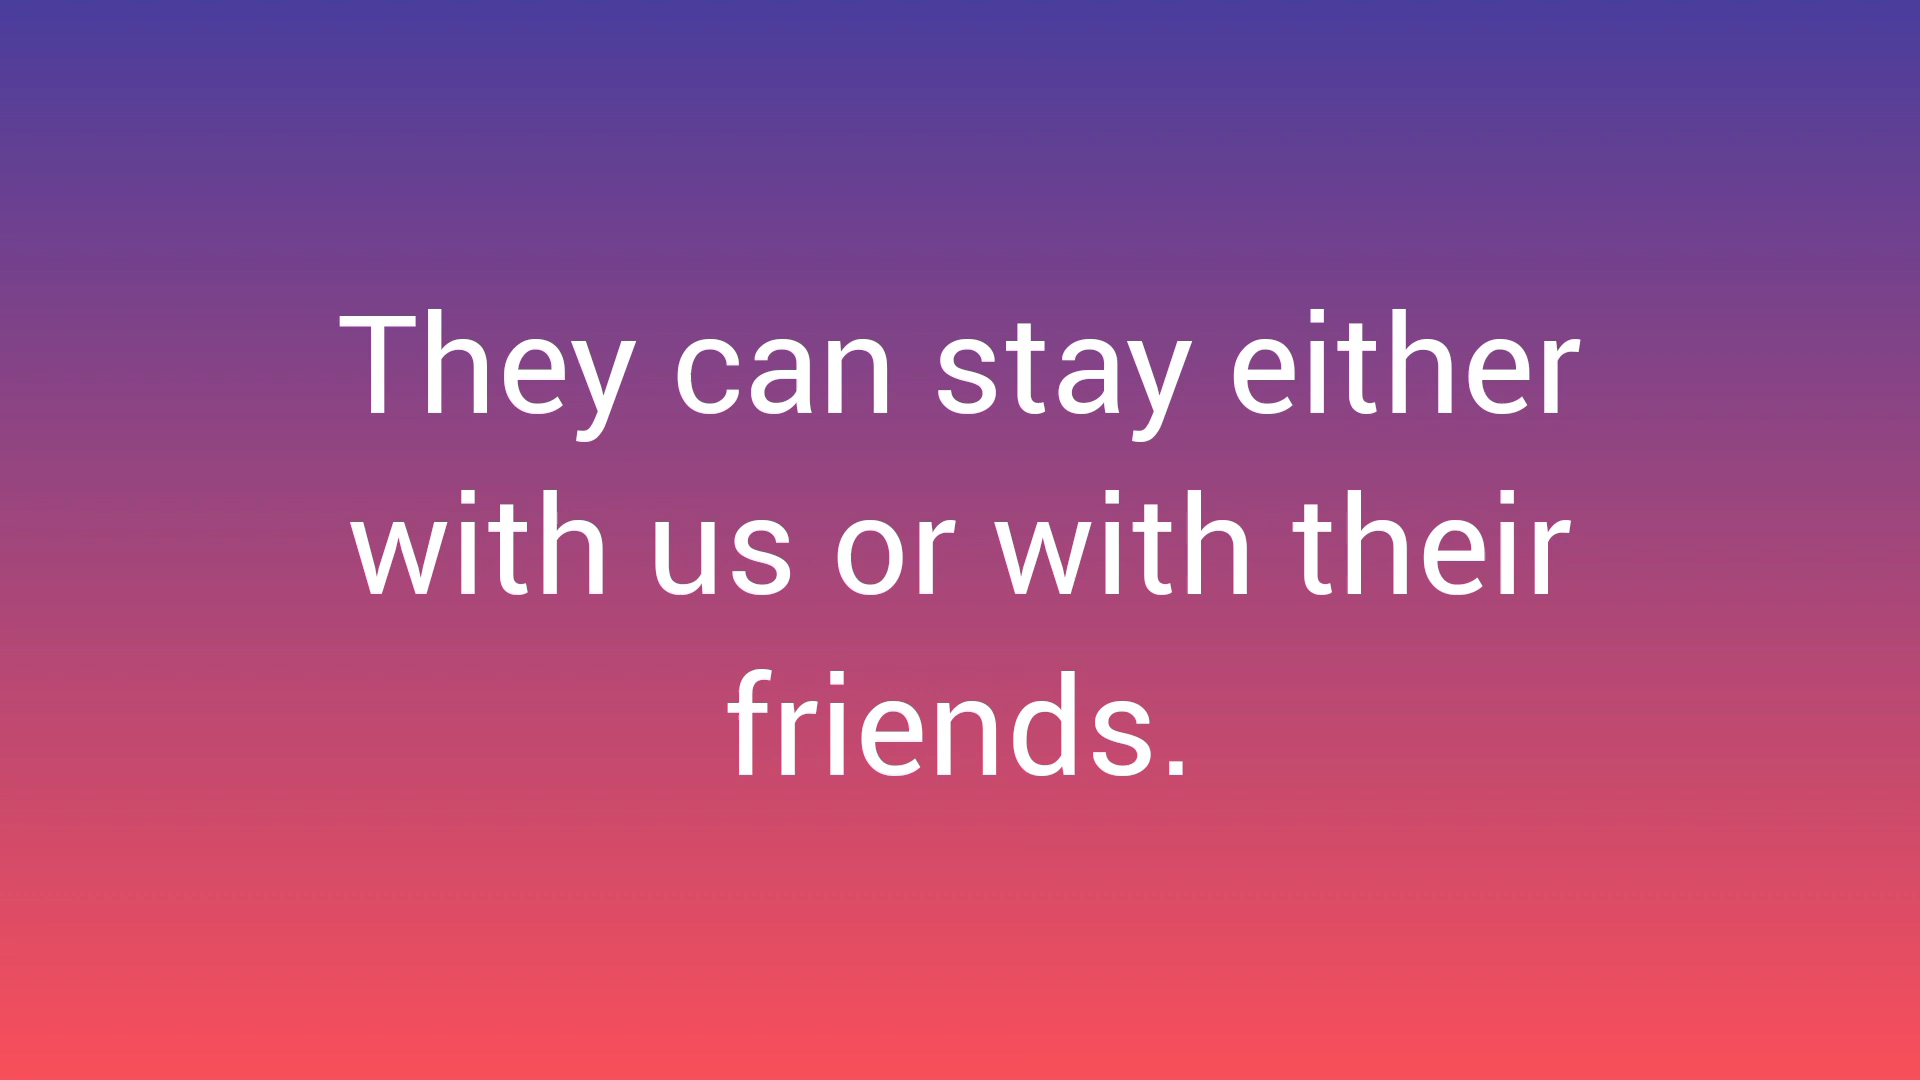 They can stay either
with us or with their
friends.